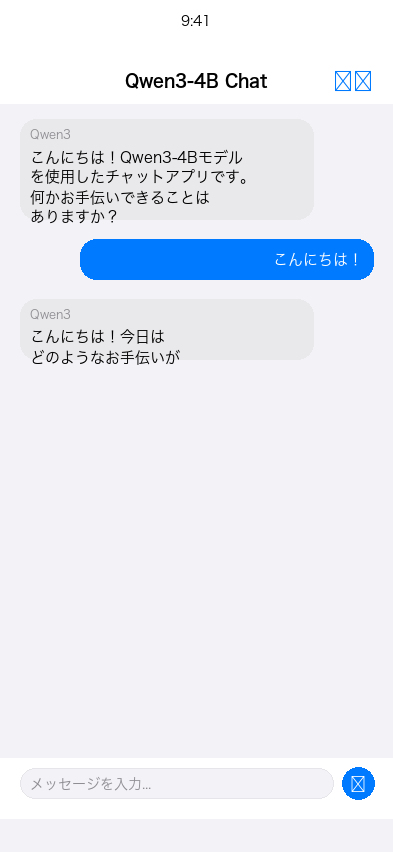 9:41
Qwen3-4B Chat
Qwen3
こんにちは！Qwen3-4Bモデル
を使用したチャットアプリです。
何かお手伝いできることは
ありますか？
こんにちは！
Qwen3
こんにちは！今日は
どのようなお手伝いが
メッセージを入力...